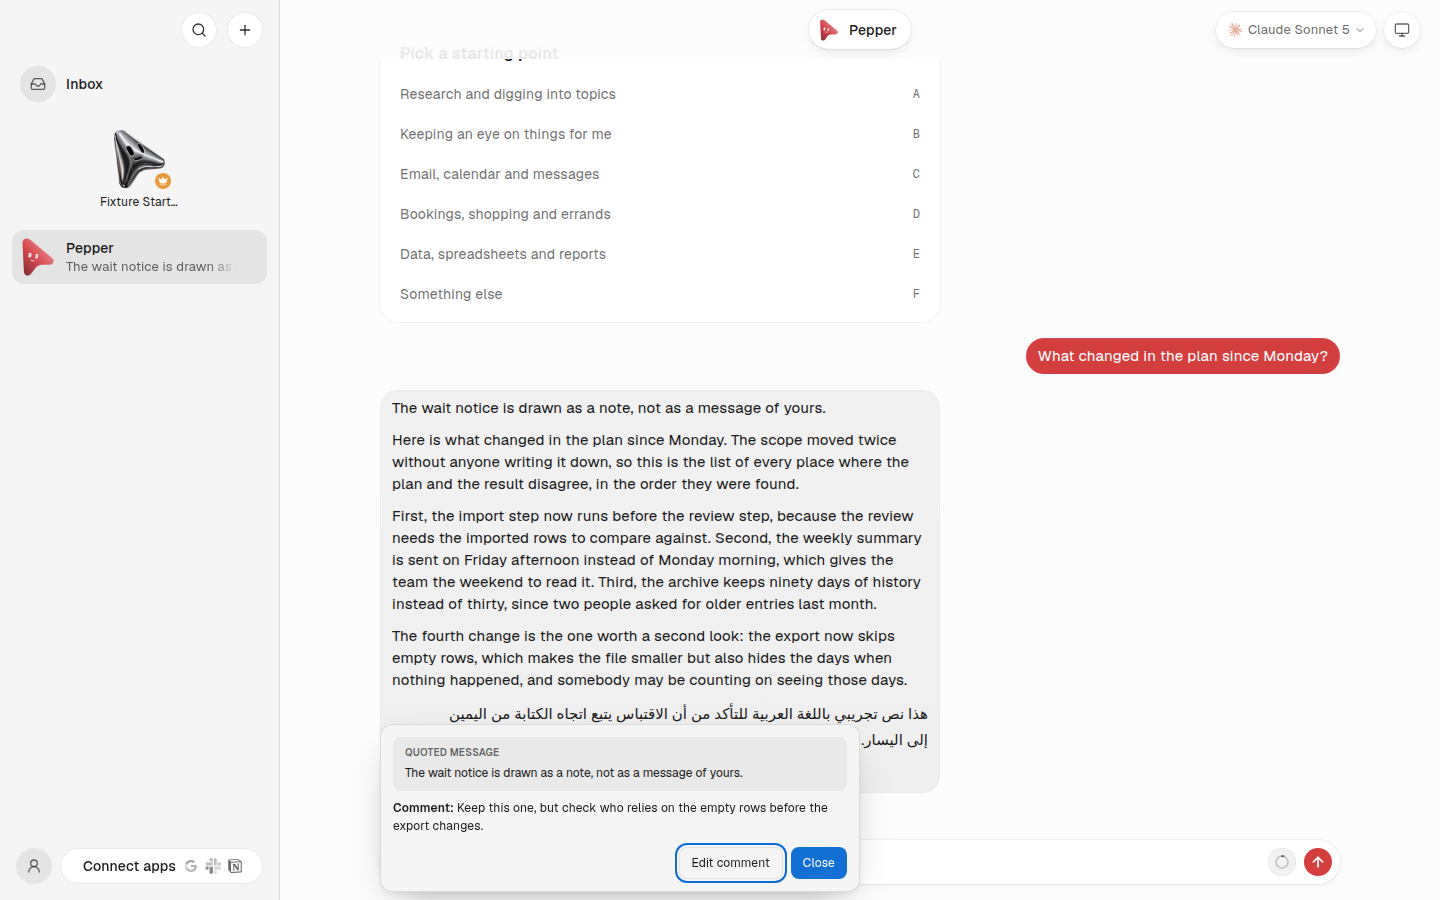 Inbox
Fixture Start...
Pepper
The wait notice is drawn as
Connect apps
Pepper
Claude Sonnet 5
Pick a starting point
Research and digging into topics A
Keeping an eye on things for me B
Email, calendar and messages C
Bookings, shopping and errands D
Data, spreadsheets and reports E
Something else F
What changed in the plan since Monday?
The wait notice is drawn as a note, not as a message of yours.
Here is what changed in the plan since Monday. The scope moved twice
without anyone writing it down, so this is the list of every place where the
plan and the result disagree, in the order they were found.
First, the import step now runs before the review step, because the review
needs the imported rows to compare against. Second, the weekly summary
is sent on Friday afternoon instead of Monday morning, which gives the
team the weekend to read it. Third, the archive keeps ninety days of history
instead of thirty, since two people asked for older entries last month.
The fourth change is the one worth a second look: the export now skips
empty rows, which makes the file smaller but also hides the days when
nothing happened, and somebody may be counting on seeing those days.
هذا نص تجريبي باللغة العربية للتأكد من أن الاقتباس يتبع اتجاه الكتابة من اليمين
إلى اليسار.
QUOTED MESSAGE
The wait notice is drawn as a note, not as a message of yours.
Comment: Keep this one, but check who relies on the empty rows before the
export changes.
Edit comment
Close